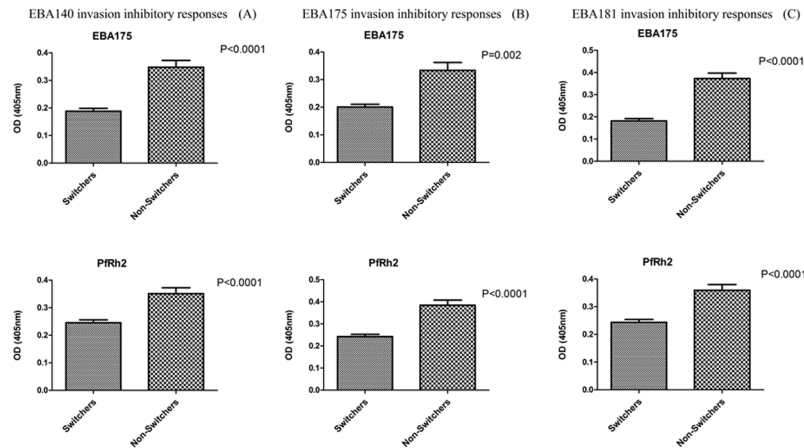 EBA140 invasion inhibitory responses (A)
EBA175 invasion inhibitory responses (B)
EBA181 invasion inhibitory responses (C)
EBA175
P<0.0001
OD (405nm)
0.4
0.3
0.2
0.1
0.0
Switchers
Non-Switchers
EBA175
P=0.002
OD (405nm)
0.4
0.3
0.2
0.1
0.0
Switchers
Non-Switchers
EBA175
P<0.0001
OD (405nm)
0.5
0.4
0.3
0.2
0.1
0.0
Switchers
Non-Switchers
PfRh2
P<0.0001
OD (405nm)
0.4
0.3
0.2
0.1
0.0
Switchers
Non-Switchers
PfRh2
P<0.0001
OD (405nm)
0.5
0.4
0.3
0.2
0.1
0.0
Switchers
Non-Switchers
PfRh2
P<0.0001
OD (405nm)
0.4
0.3
0.2
0.1
0.0
Switchers
Non-Switchers